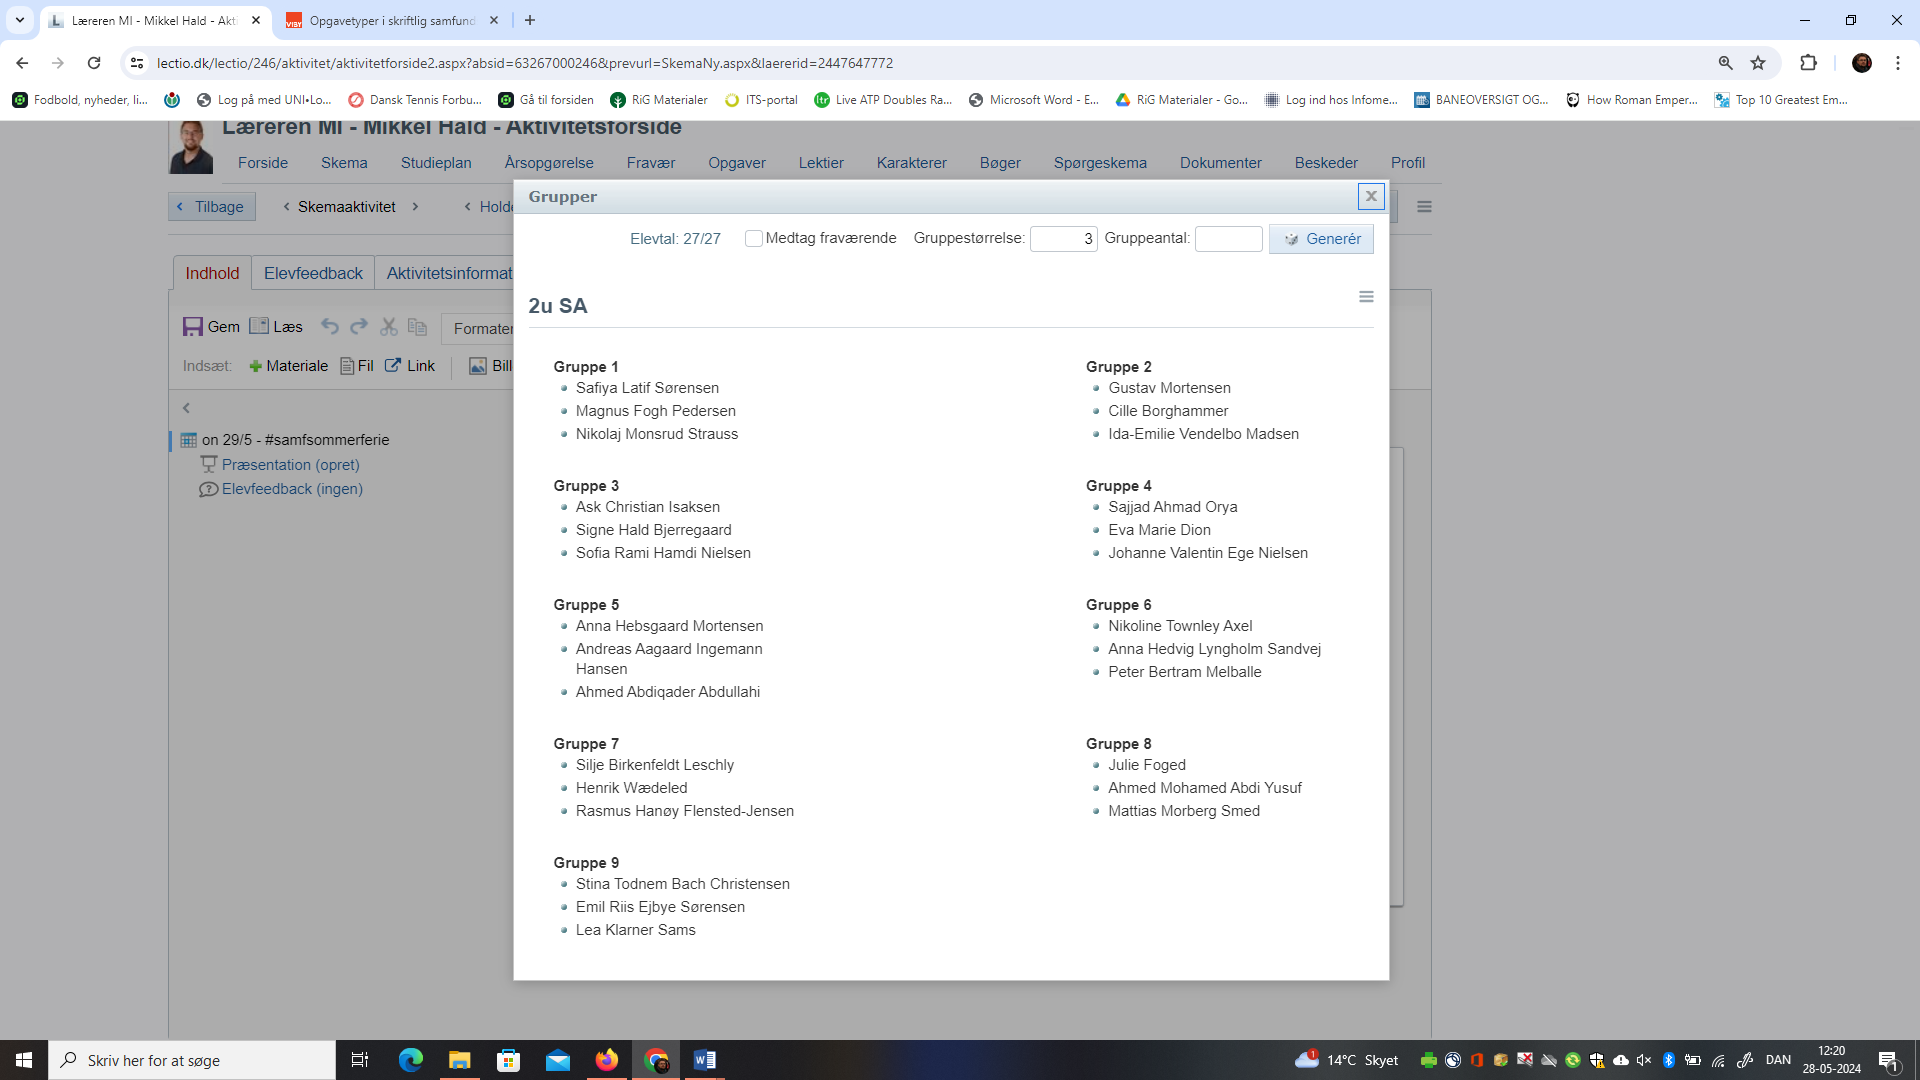 Læreren MI - Mikkel Hald - Akti
Opgavetyper i skriftlig samfund
lectio.dk/lectio/246/aktivitet/aktivitetforside2.aspx?absid=63267000246&prevurl=SkemaNy.aspx&laererid=2447647772
Fodbold, nyheder, li...
Log på med UNI•Lo...
Dansk Tennis Forbu...
Gå til forsiden
RiG Materialer
ITS-portal
Live ATP Doubles Ra...
Microsoft Word - E...
RiG Materialer - Go...
Log ind hos Infome...
BANEOVERSIGT OG...
How Roman Emper...
Top 10 Greatest Em...
Læreren MI - Mikkel Hald - Aktivitetsforside
Forside Skema Studieplan Årsopgørelse Fravær Opgaver Lektier Karakterer Bøger Spørgeskema Dokumenter Beskeder Profil
Tilbage
Skemaaktivitet
Holde
Indhold
Elevfeedback
Aktivitetsinformat
Gem
Læs
Formater
Indsæt:
Materiale
Fil
Link
Bill
on 29/5 - #samfsommerferie
Præsentation (opret)
Elevfeedback (ingen)
Grupper
X
Elevtal: 27/27
Medtag fraværende
Gruppestørrelse: 3
Gruppeantal:
Generér
2u SA
Gruppe 1
Safiya Latif Sørensen
Magnus Fogh Pedersen
Nikolaj Monsrud Strauss
Gruppe 2
Gustav Mortensen
Cille Borghammer
Ida-Emilie Vendelbo Madsen
Gruppe 3
Ask Christian Isaksen
Signe Hald Bjerregaard
Sofia Rami Hamdi Nielsen
Gruppe 4
Sajjad Ahmad Orya
Eva Marie Dion
Johanne Valentin Ege Nielsen
Gruppe 5
Anna Hebsgaard Mortensen
Andreas Aagaard Ingemann
Hansen
Ahmed Abdiqader Abdullahi
Gruppe 6
Nikoline Townley Axel
Anna Hedvig Lyngholm Sandvej
Peter Bertram Melballe
Gruppe 7
Silje Birkenfeldt Leschly
Henrik Wædeled
Rasmus Hanøy Flensted-Jensen
Gruppe 8
Julie Foged
Ahmed Mohamed Abdi Yusuf
Mattias Morberg Smed
Gruppe 9
Stina Todnem Bach Christensen
Emil Riis Ejbye Sørensen
Lea Klarner Sams
Skriv her for at søge
1
14°C Skyet
DAN
12:20
28-05-2024
1